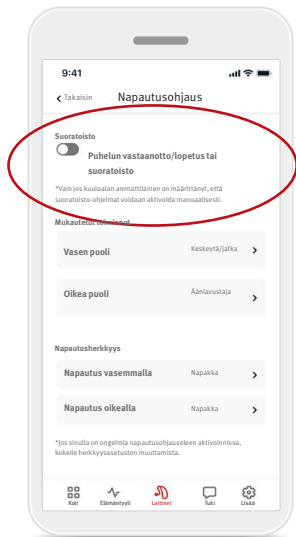 9:41
Takaisin
Napautusohjaus
Suoratoisto
Puhelun vastaanotto/lopetus tai
suoratoisto
*Vain jos kuuloalan ammattilainen on määrittänyt, että
suoratoisto-ohjelmat voidaan aktivoida manuaalisesti.
Mukautetut toiminnot
Vasen puoli
Keskeytä/jatka
Oikea puoli
Ääniavustaja
Napautusherkkyys
Napautus vasemmalla
Napakka
Napautus oikealla
Napakka
*Jos sinulla on ongelmia napautusohjauseleen aktivoinnissa,
kokeile herkkyysasetusten muuttamista.
Koti
Elämäntyyli
Laitteet
Tuki
Lisää